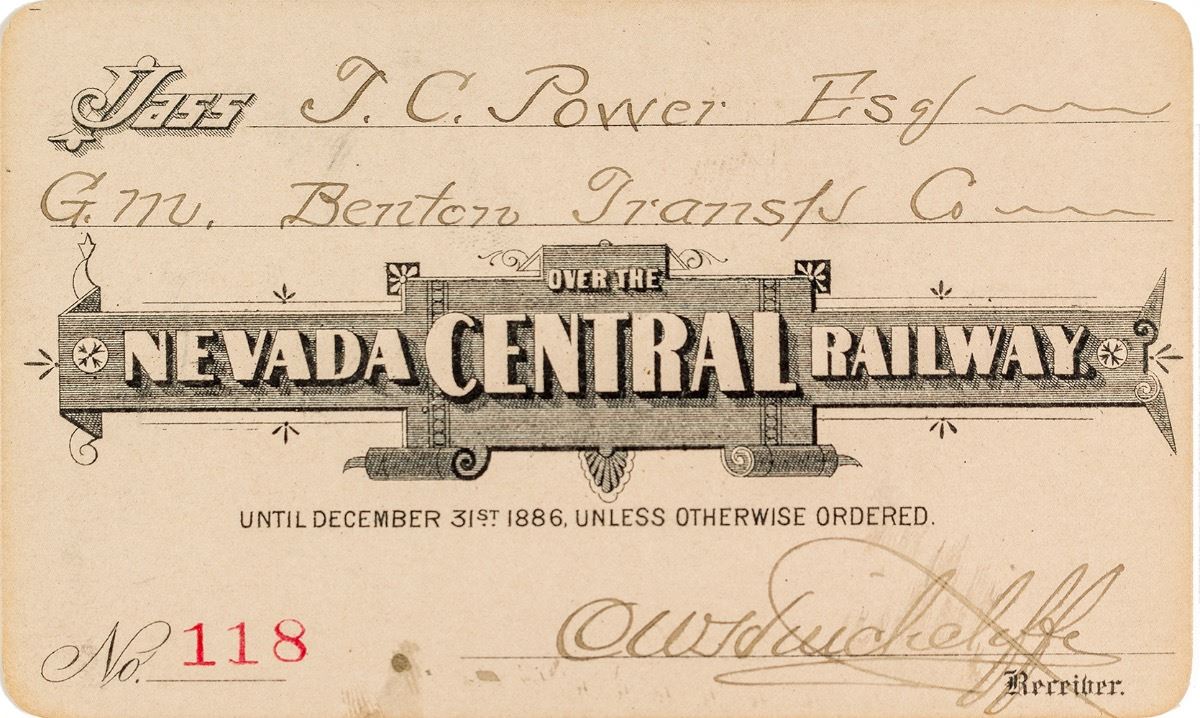 Pass T. C. Power Esq
G. M. Benton Transf Co
OVER THE
NEVADA CENTRAL RAILWAY.
UNTIL DECEMBER 31ST 1886, UNLESS OTHERWISE ORDERED.
No. 118
Receiver.